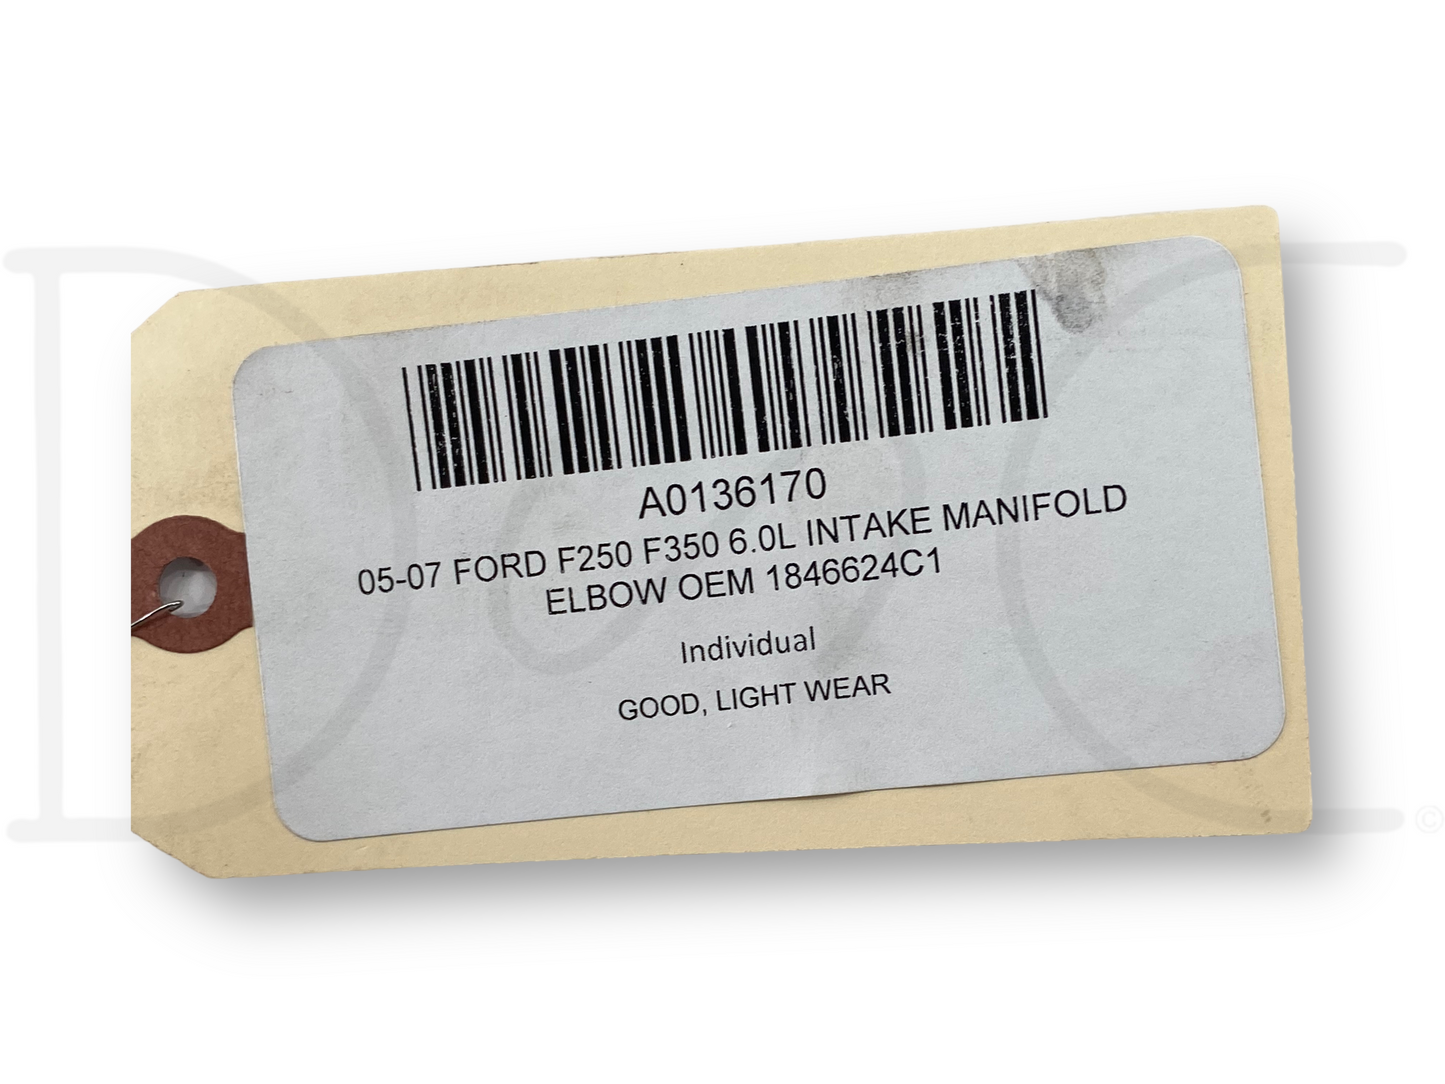 A0136170
05-07 FORD F250 F350 6.0L INTAKE MANIFOLD
ELBOW OEM 1846624C1
Individual
GOOD, LIGHT WEAR
©